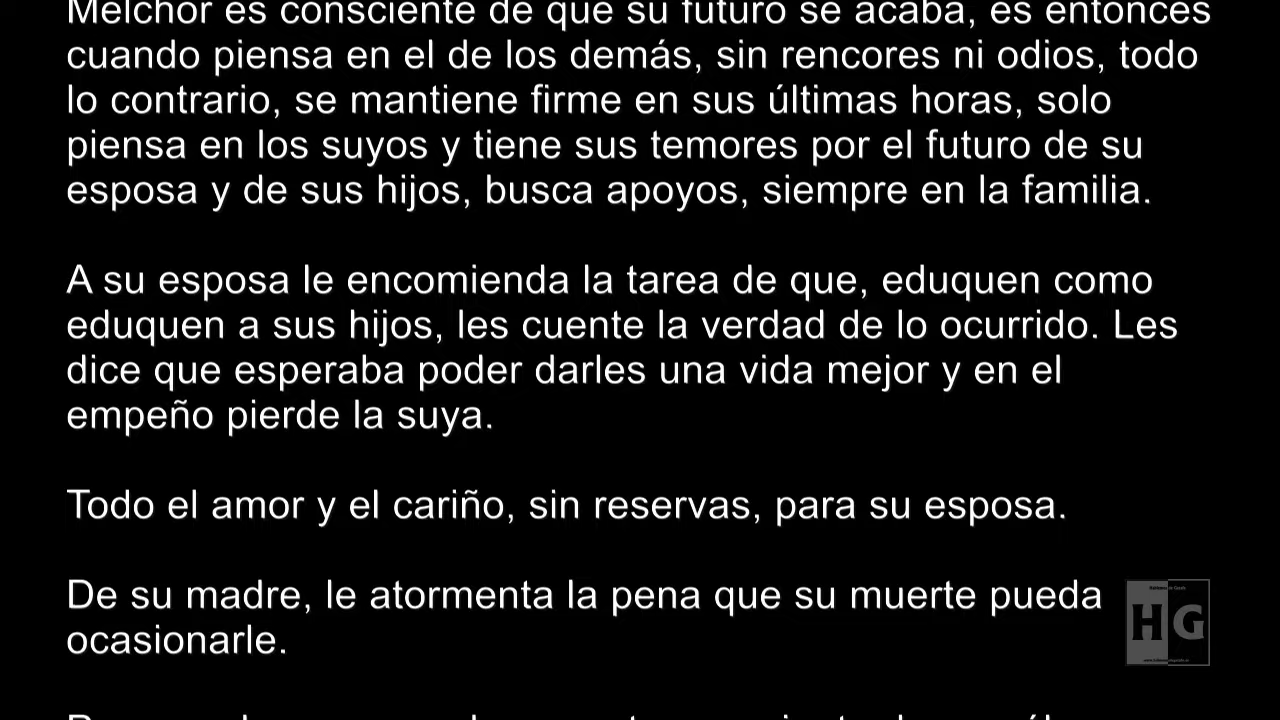 Melchor es consciente de que su futuro se acaba, es entonces
cuando piensa en el de los demás, sin rencores ni odios, todo
lo contrario, se mantiene firme en sus últimas horas, solo
piensa en los suyos y tiene sus temores por el futuro de su
esposa y de sus hijos, busca apoyos, siempre en la familia.
A su esposa le encomienda la tarea de que, eduquen como
eduquen a sus hijos, les cuente la verdad de lo ocurrido. Les
dice que esperaba poder darles una vida mejor y en el
empeño pierde la suya.
Todo el amor y el cariño, sin reservas, para su esposa.
De su madre, le atormenta la pena que su muerte pueda
ocasionarle.
HG